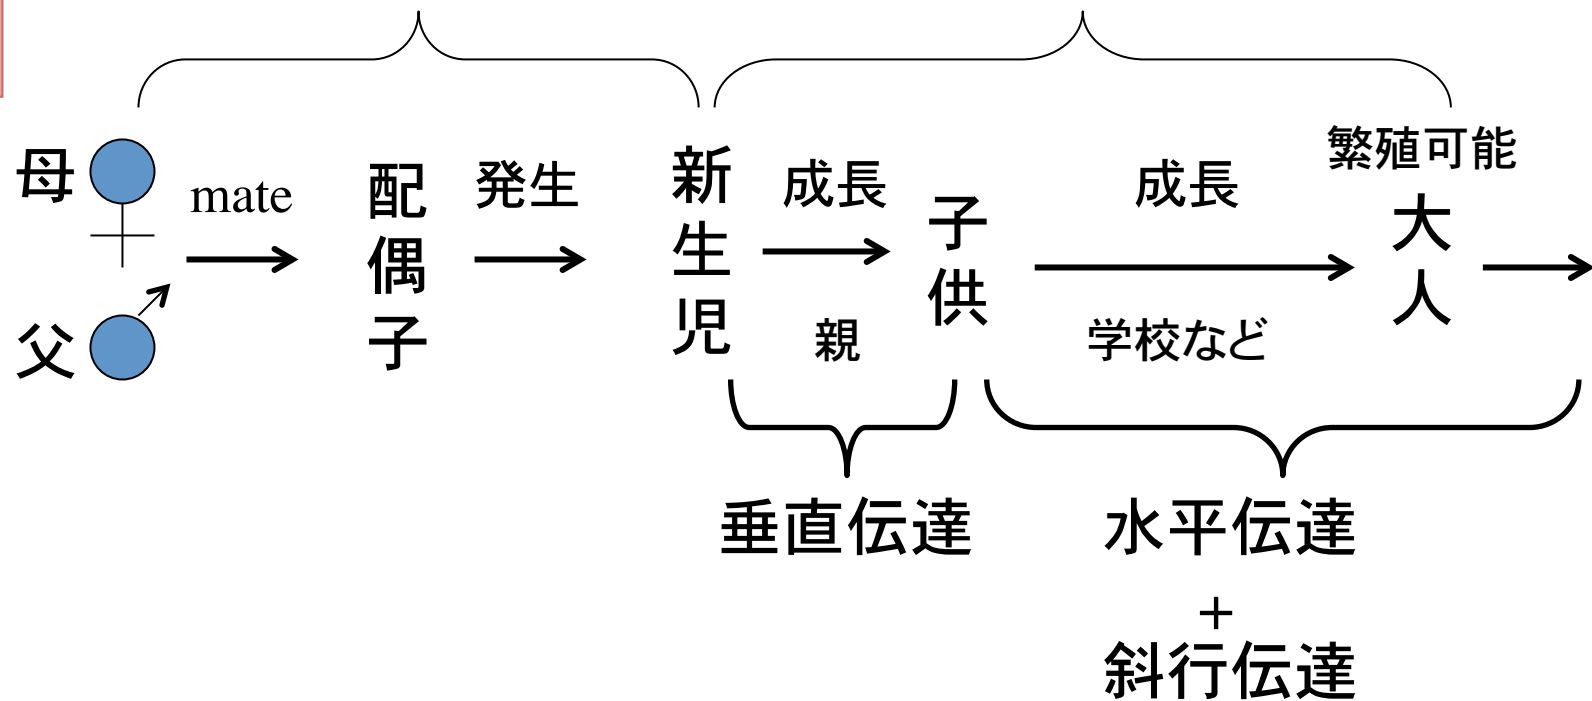 母
父
mate
配偶子
発生
新生児
成長
親
子供
成長
学校など
繁殖可能
大人
垂直伝達
水平伝達
+
斜行伝達